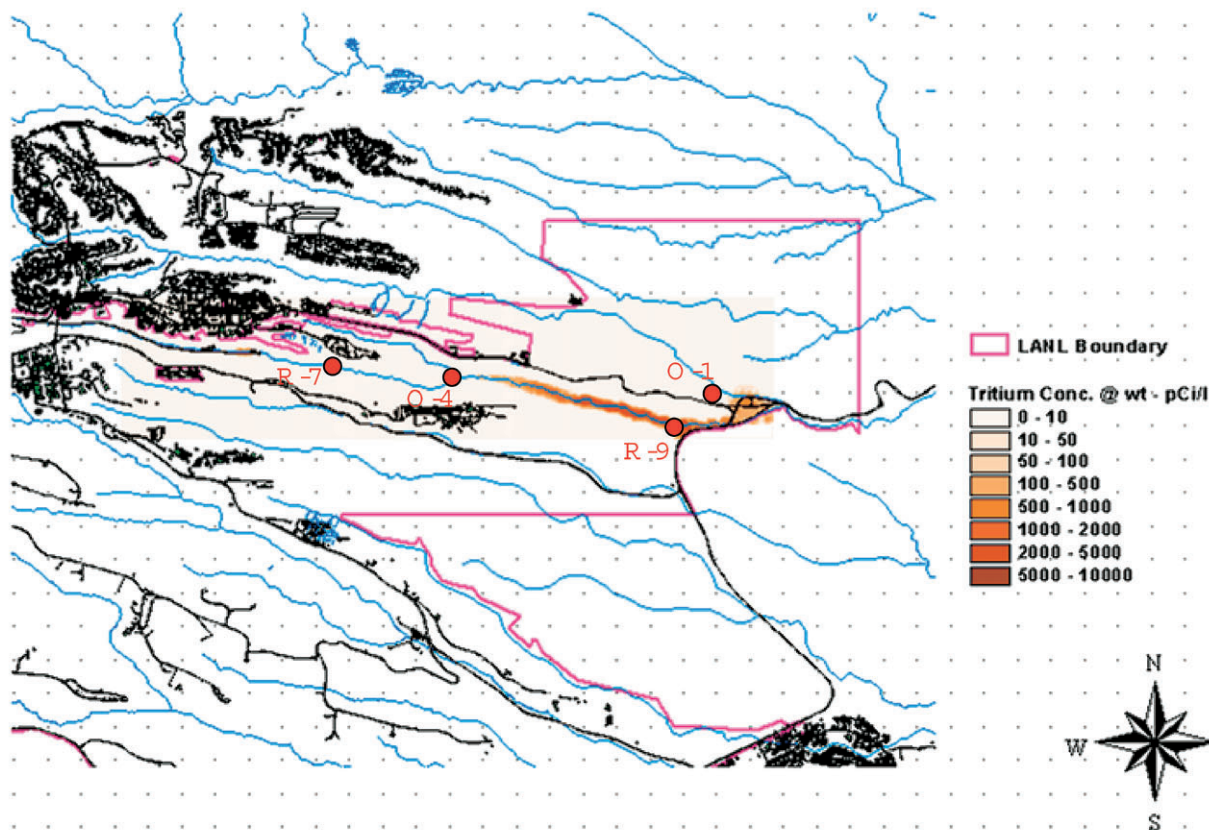 R -7
O -4
O -1
R -9
LANL Boundary
Tritium Conc. @ wt - pCi/l
0 - 10
10 - 50
50 - 100
100 - 500
500 - 1000
1000 - 2000
2000 - 5000
5000 - 10000
N
W
S